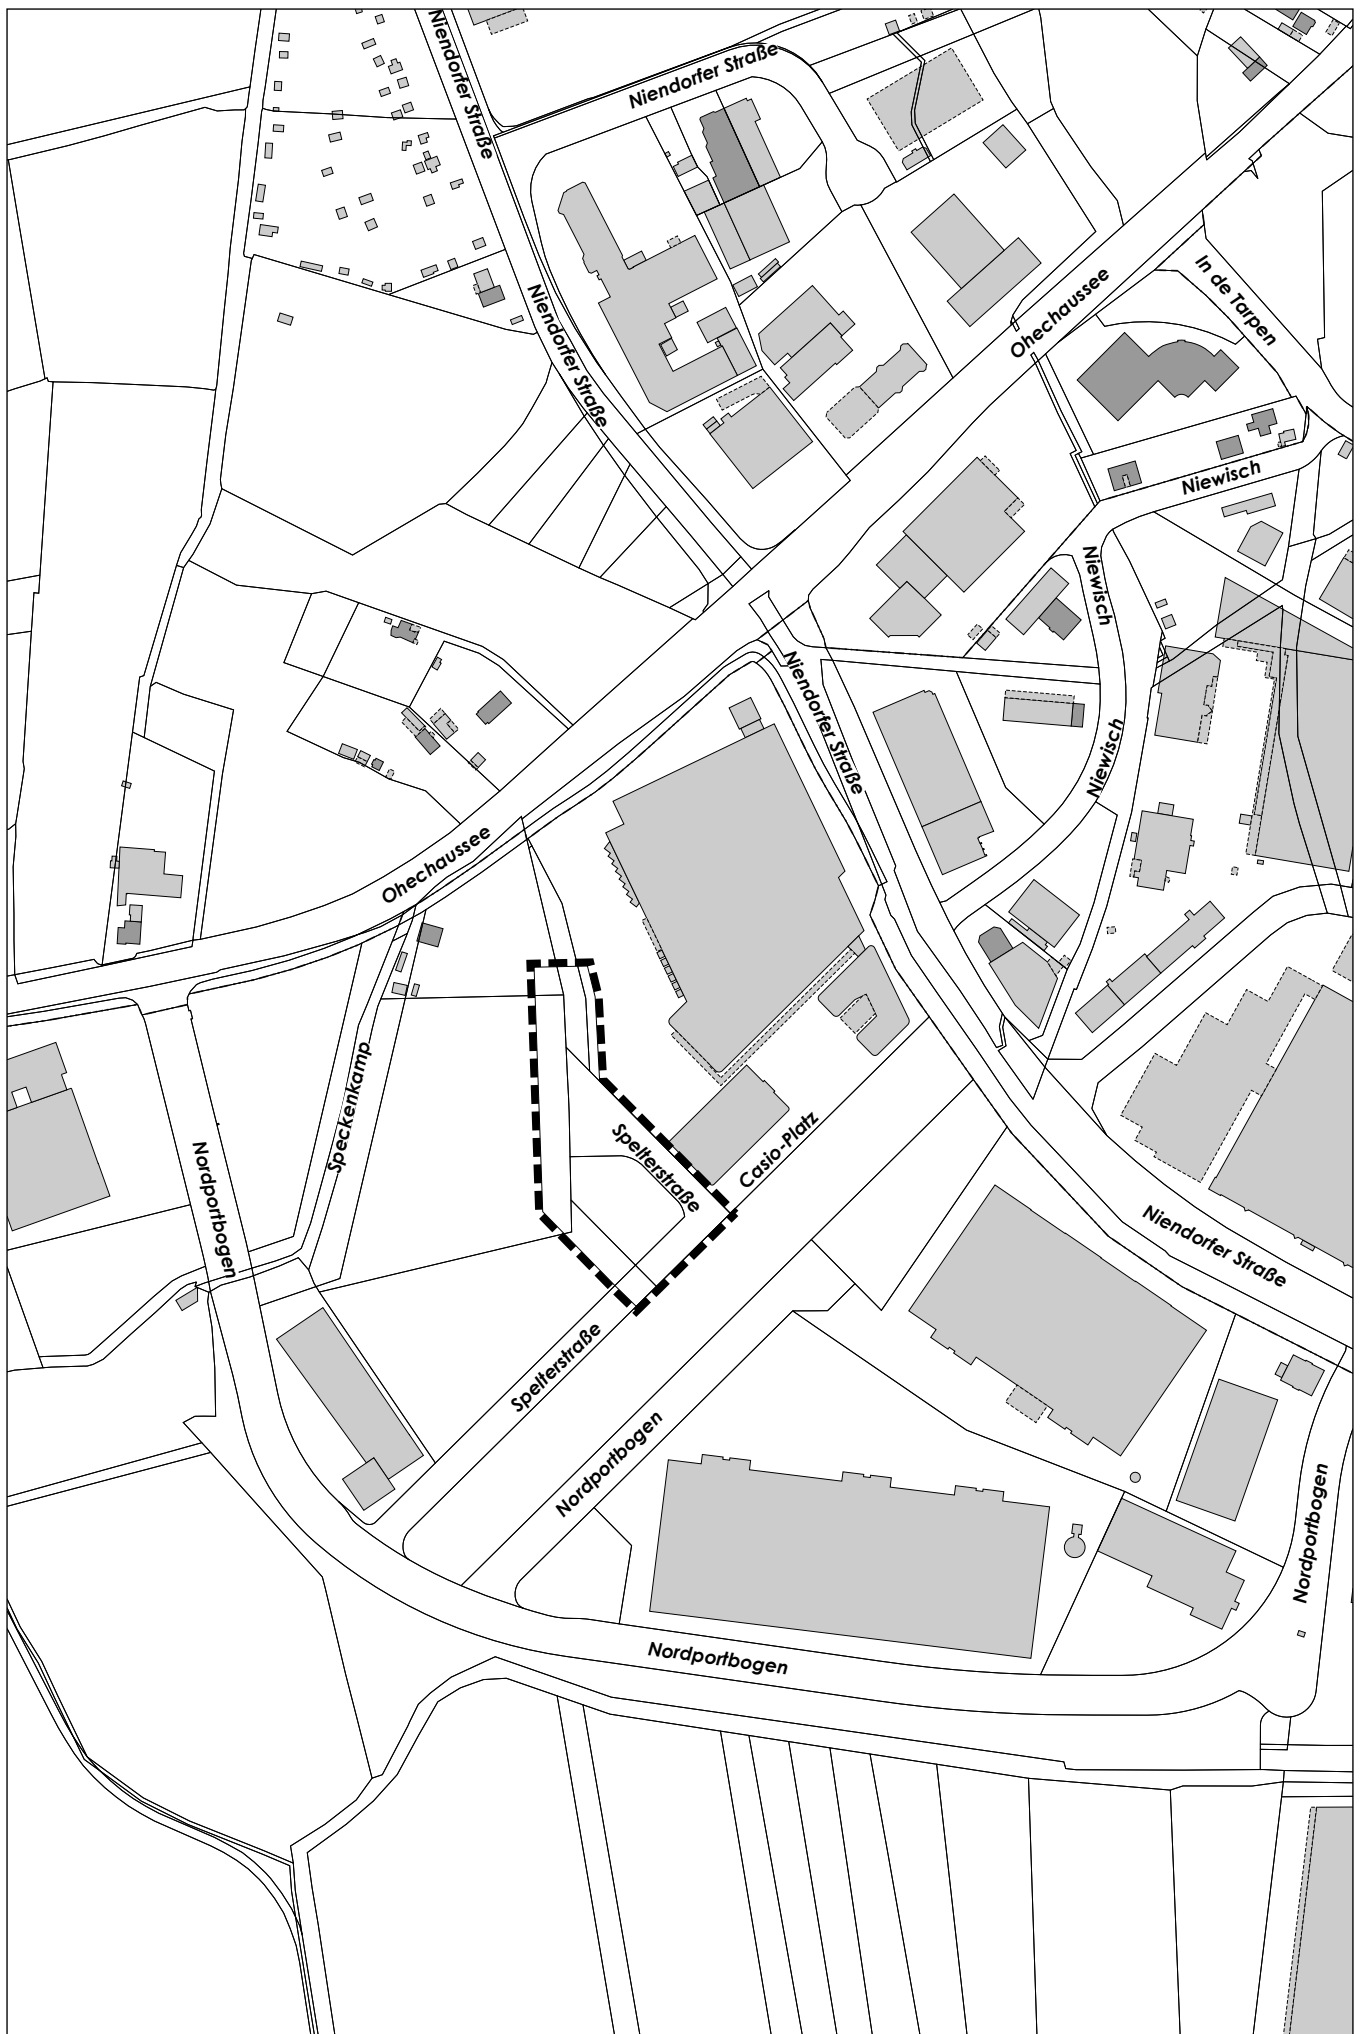 Niendorfer Straße
Niendorfer Straße
In de Tarpen
Ohechaussee
Niendorfer Straße
Niewisch
Niewisch
Niendorfer Straße
Niewisch
Ohechaussee
Speckenkamp
Casio-Platz
Spelterstraße
Nordportbogen
Niendorfer Straße
Spelterstraße
Nordportbogen
Nordportbogen
Nordportbogen